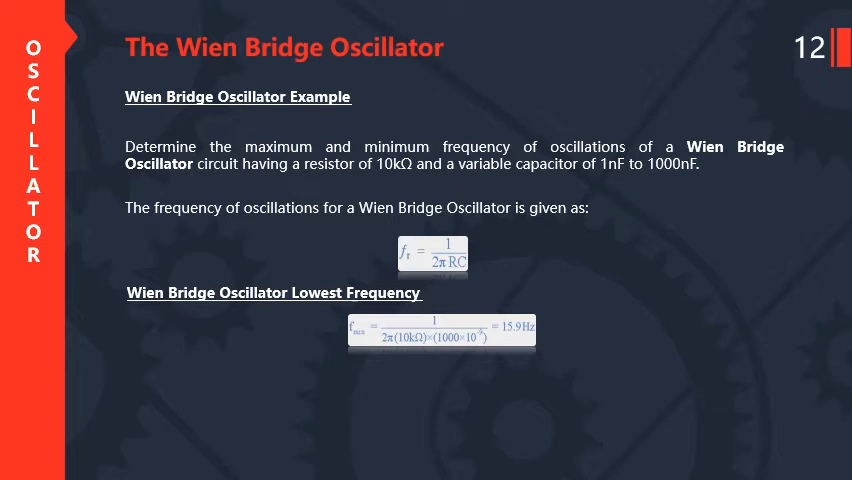 OSCILLATOR
The Wien Bridge Oscillator
12
Wien Bridge Oscillator Example
Determine the maximum and minimum frequency of oscillations of a Wien Bridge
Oscillator circuit having a resistor of 10kΩ and a variable capacitor of 1nF to 1000nF.
The frequency of oscillations for a Wien Bridge Oscillator is given as:
fr = 1 / 2π RC
Wien Bridge Oscillator Lowest Frequency
fmin = 1 / 2π(10kΩ)×(1000×10⁻⁹) = 15.9Hz